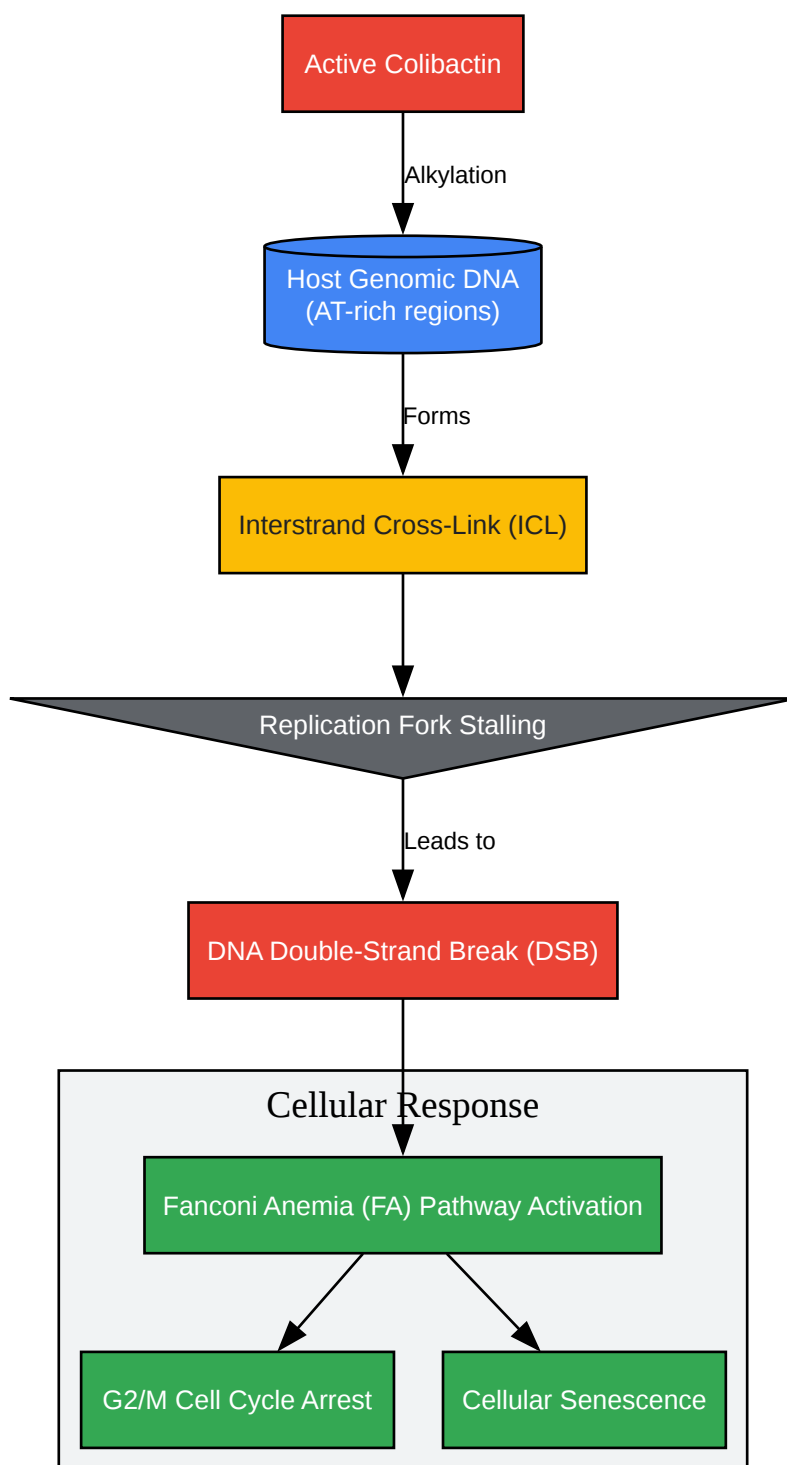 Active Colibactin
Alkylation
Host Genomic DNA
(AT-rich regions)
Forms
Interstrand Cross-Link (ICL)
Replication Fork Stalling
Leads to
DNA Double-Strand Break (DSB)
Cellular Response
Fanconi Anemia (FA) Pathway Activation
G2/M Cell Cycle Arrest
Cellular Senescence